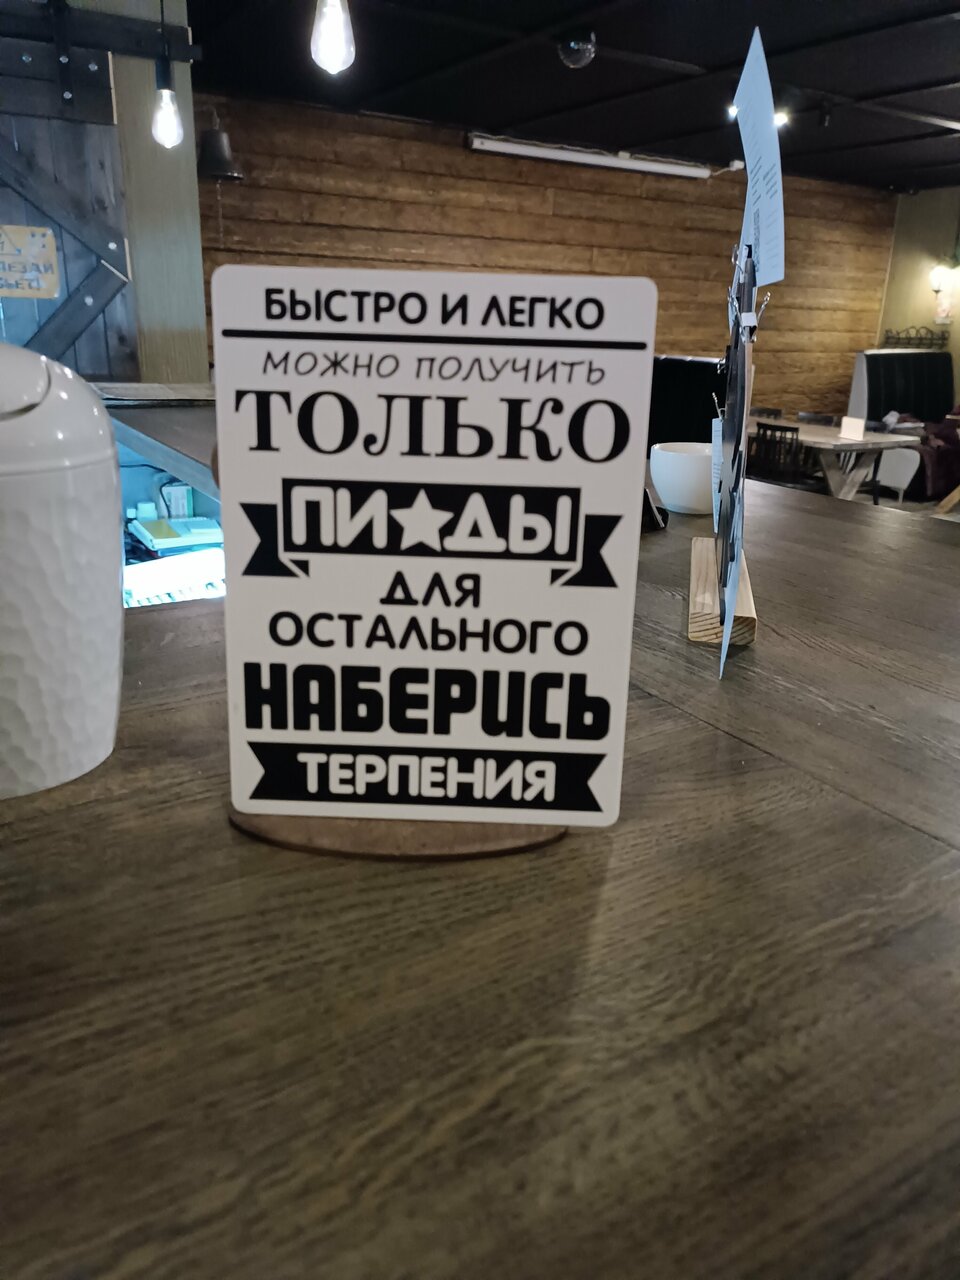 БЫСТРО И ЛЕГКО
МОЖНО ПОЛУЧИТЬ
ТОЛЬКО
ПИ★ДЫ
ДЛЯ
ОСТАЛЬНОГО
НАБЕРИСЬ
ТЕРПЕНИЯ